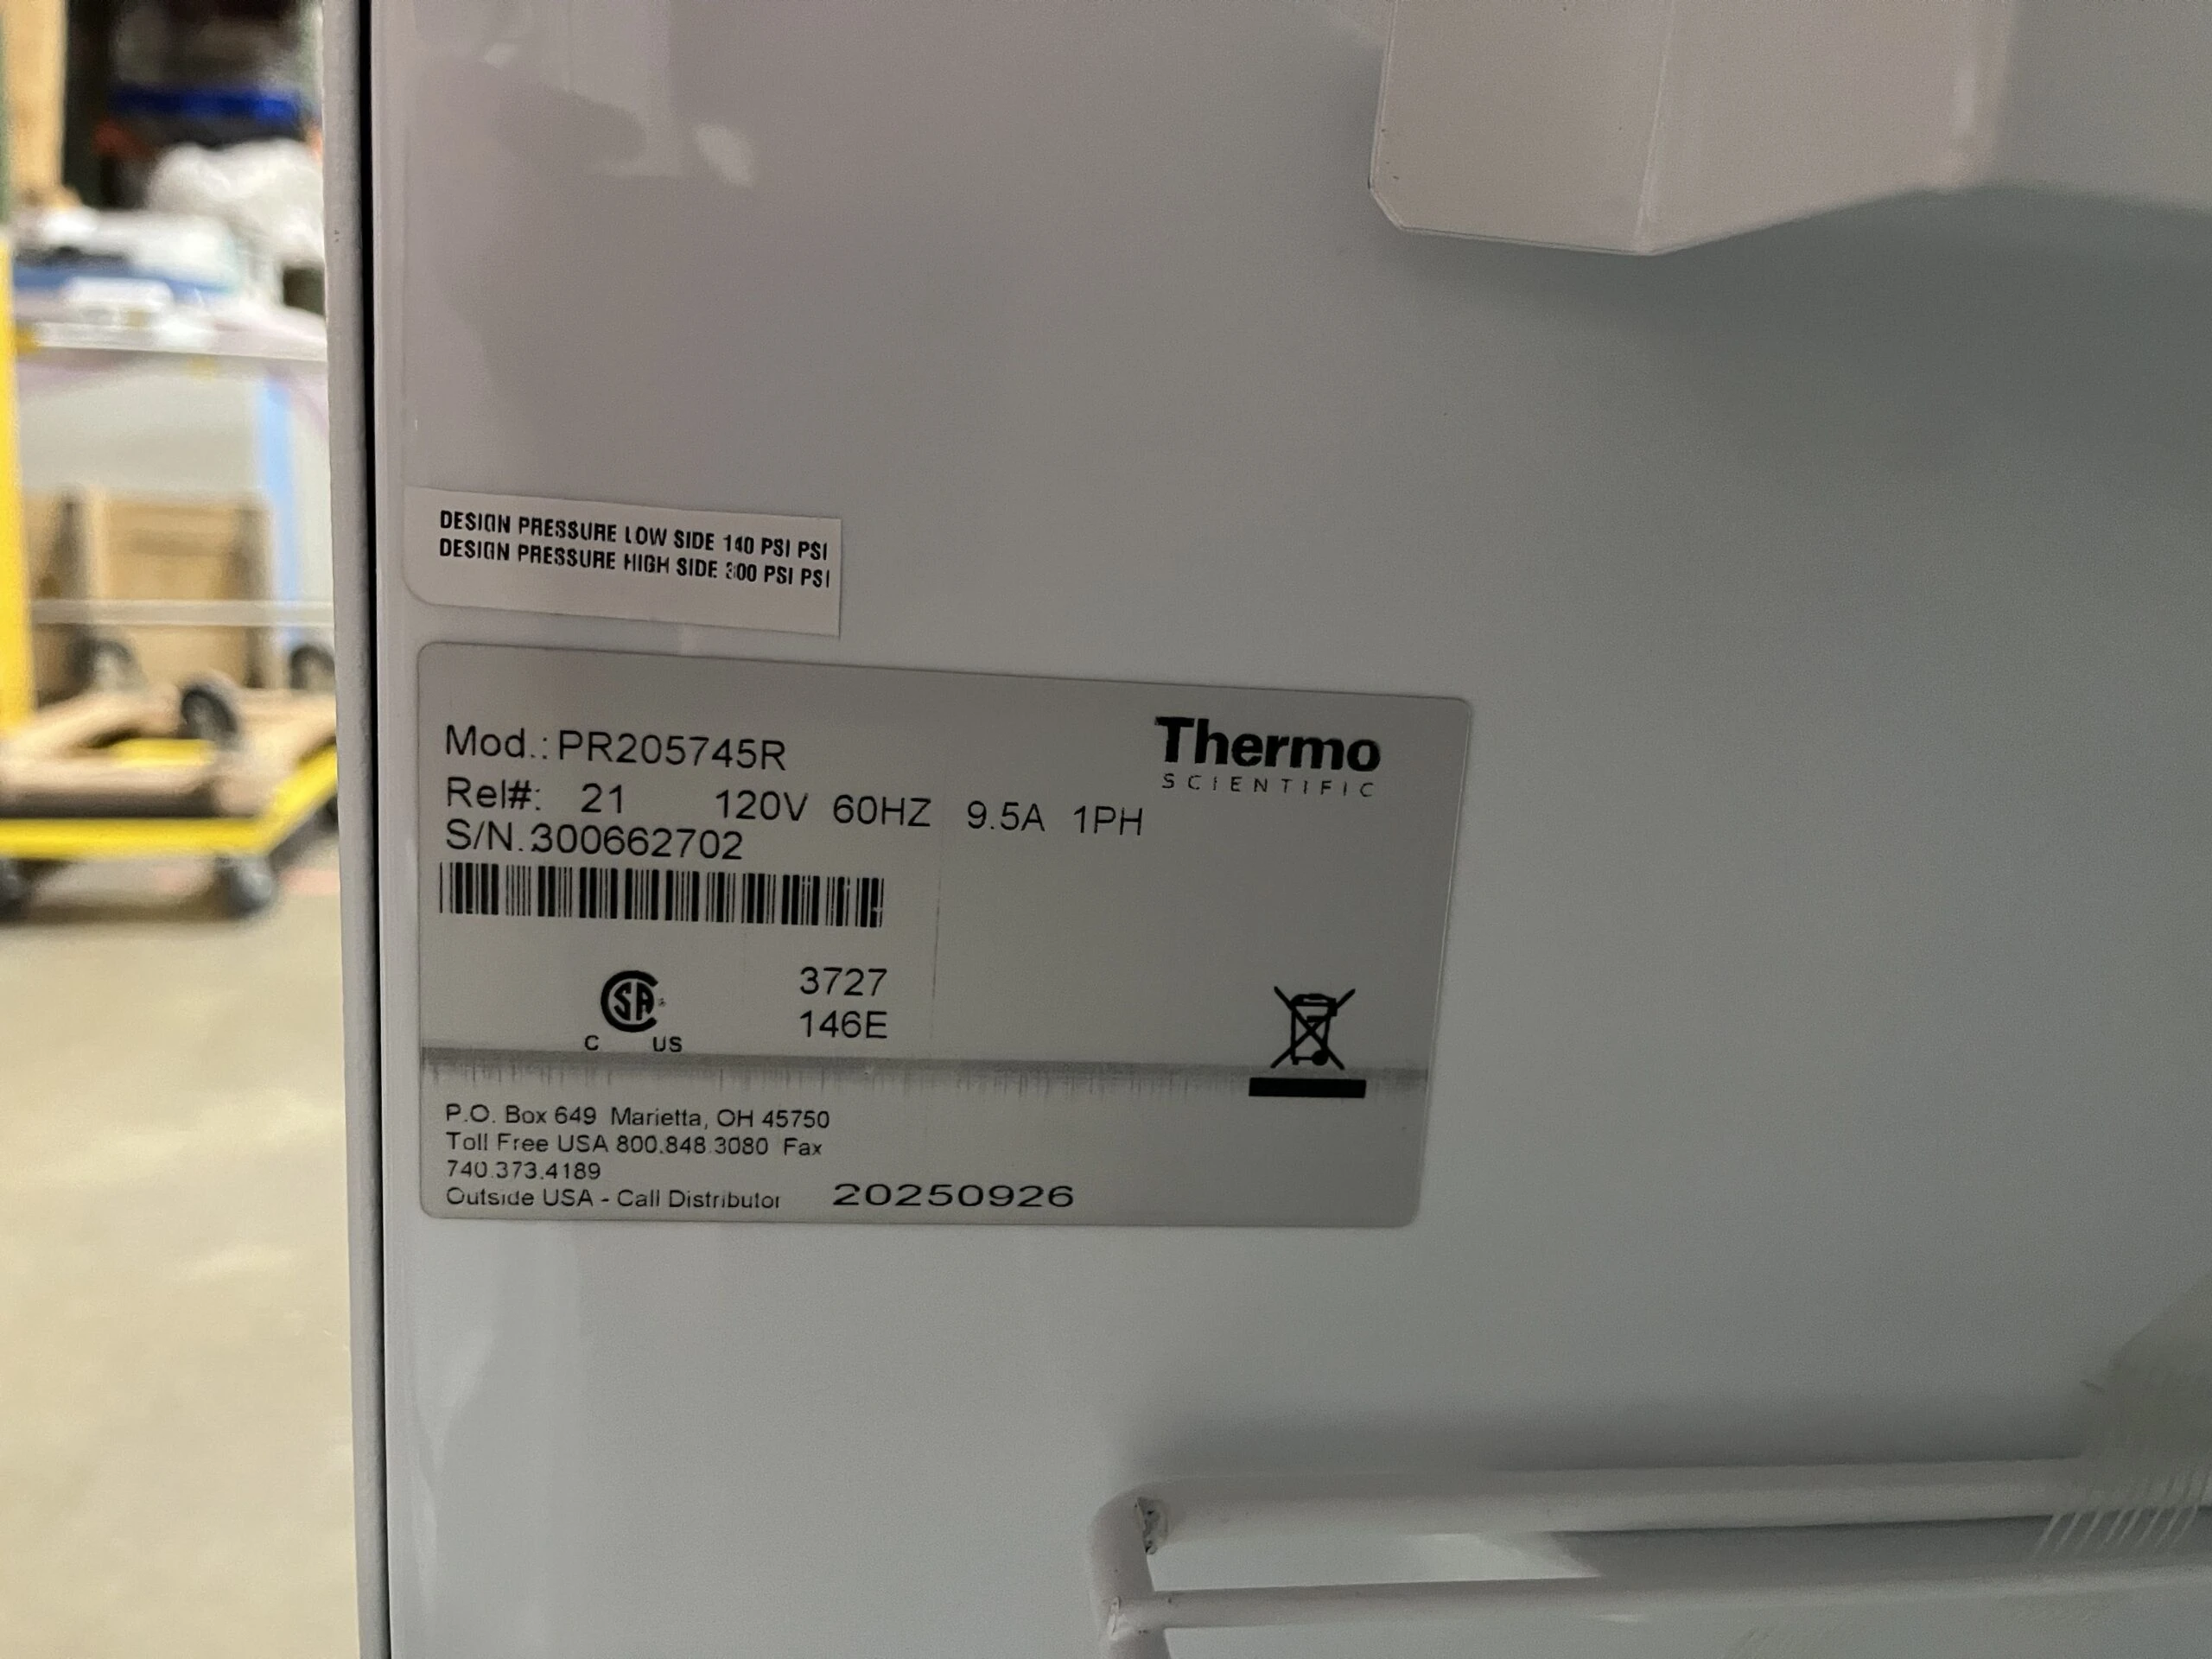 DESIGN PRESSURE LOW SIDE 140 PSI PSI
DESIGN PRESSURE HIGH SIDE 300 PSI PSI
Thermo
SCIENTIFIC
Mod.: PR205745R
Rel#: 21 120V 60HZ 9.5A 1PH
S/N.300662702
3727
146E
SA
C US
P.O. Box 649 Marietta, OH 45750
Toll Free USA 800.848.3080 Fax
740.373.4189
Outside USA - Call Distributor 20250926